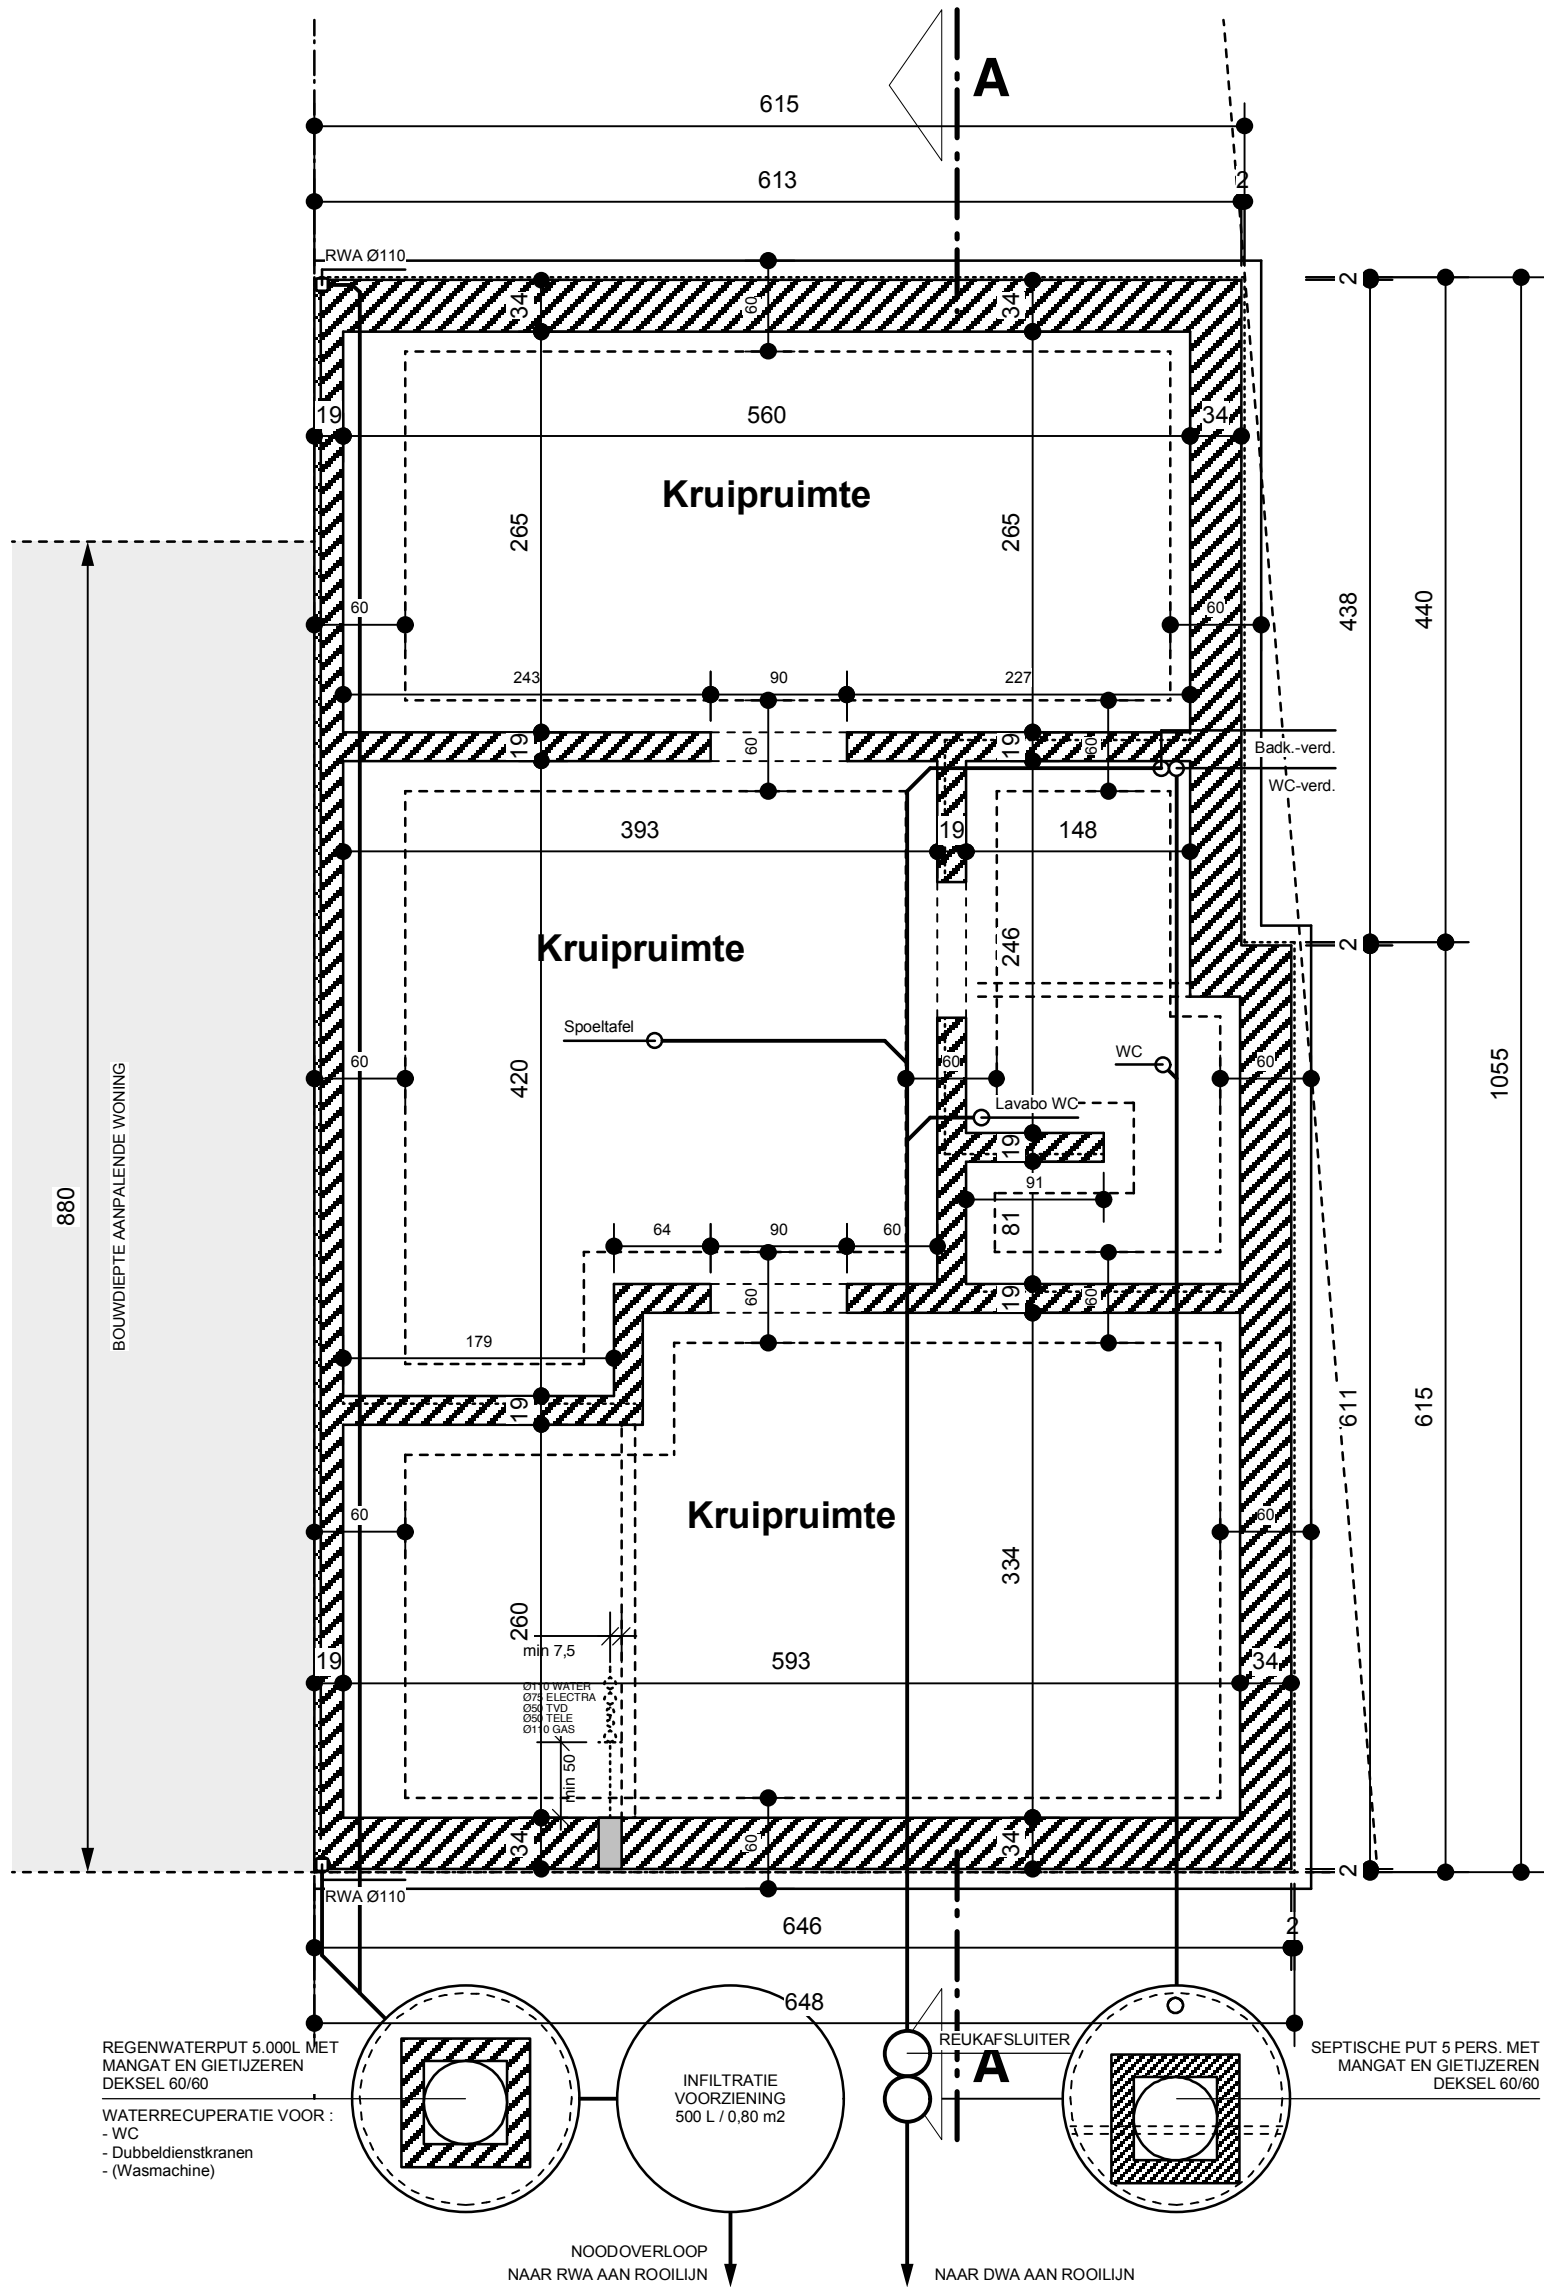 A
615
613
2
RWA Ø110
34
60
34
2
19
560
34
Kruipruimte
265
265
438
440
60
60
243
90
227
19
60
19
60
Badk.-verd.
WC-verd.
393
19
148
Kruipruimte
246
2
Spoeltafel
WC
60
420
60
60
1055
BOUWDIEPTE AANPALENDE WONING
Lavabo WC
19
91
880
81
64
90
60
60
19
60
179
19
611
615
60
Kruipruimte
60
334
260
min 7,5
19
593
34
Ø110 WATER
Ø75 ELECTRA
Ø50 TVD
Ø50 TELE
Ø110 GAS
min 50
34
60
34
2
RWA Ø110
646
2
648
REGENWATERPUT 5.000L MET
MANGAT EN GIETIJZEREN
DEKSEL 60/60
WATERRECUPERATIE VOOR :
- WC
- Dubbeldienstkranen
- (Wasmachine)
INFILTRATIE
VOORZIENING
500 L / 0,80 m2
REUKAFSLUITER
A
SEPTISCHE PUT 5 PERS. MET
MANGAT EN GIETIJZEREN
DEKSEL 60/60
NOODOVERLOOP
NAAR RWA AAN ROOILIJN
NAAR DWA AAN ROOILIJN